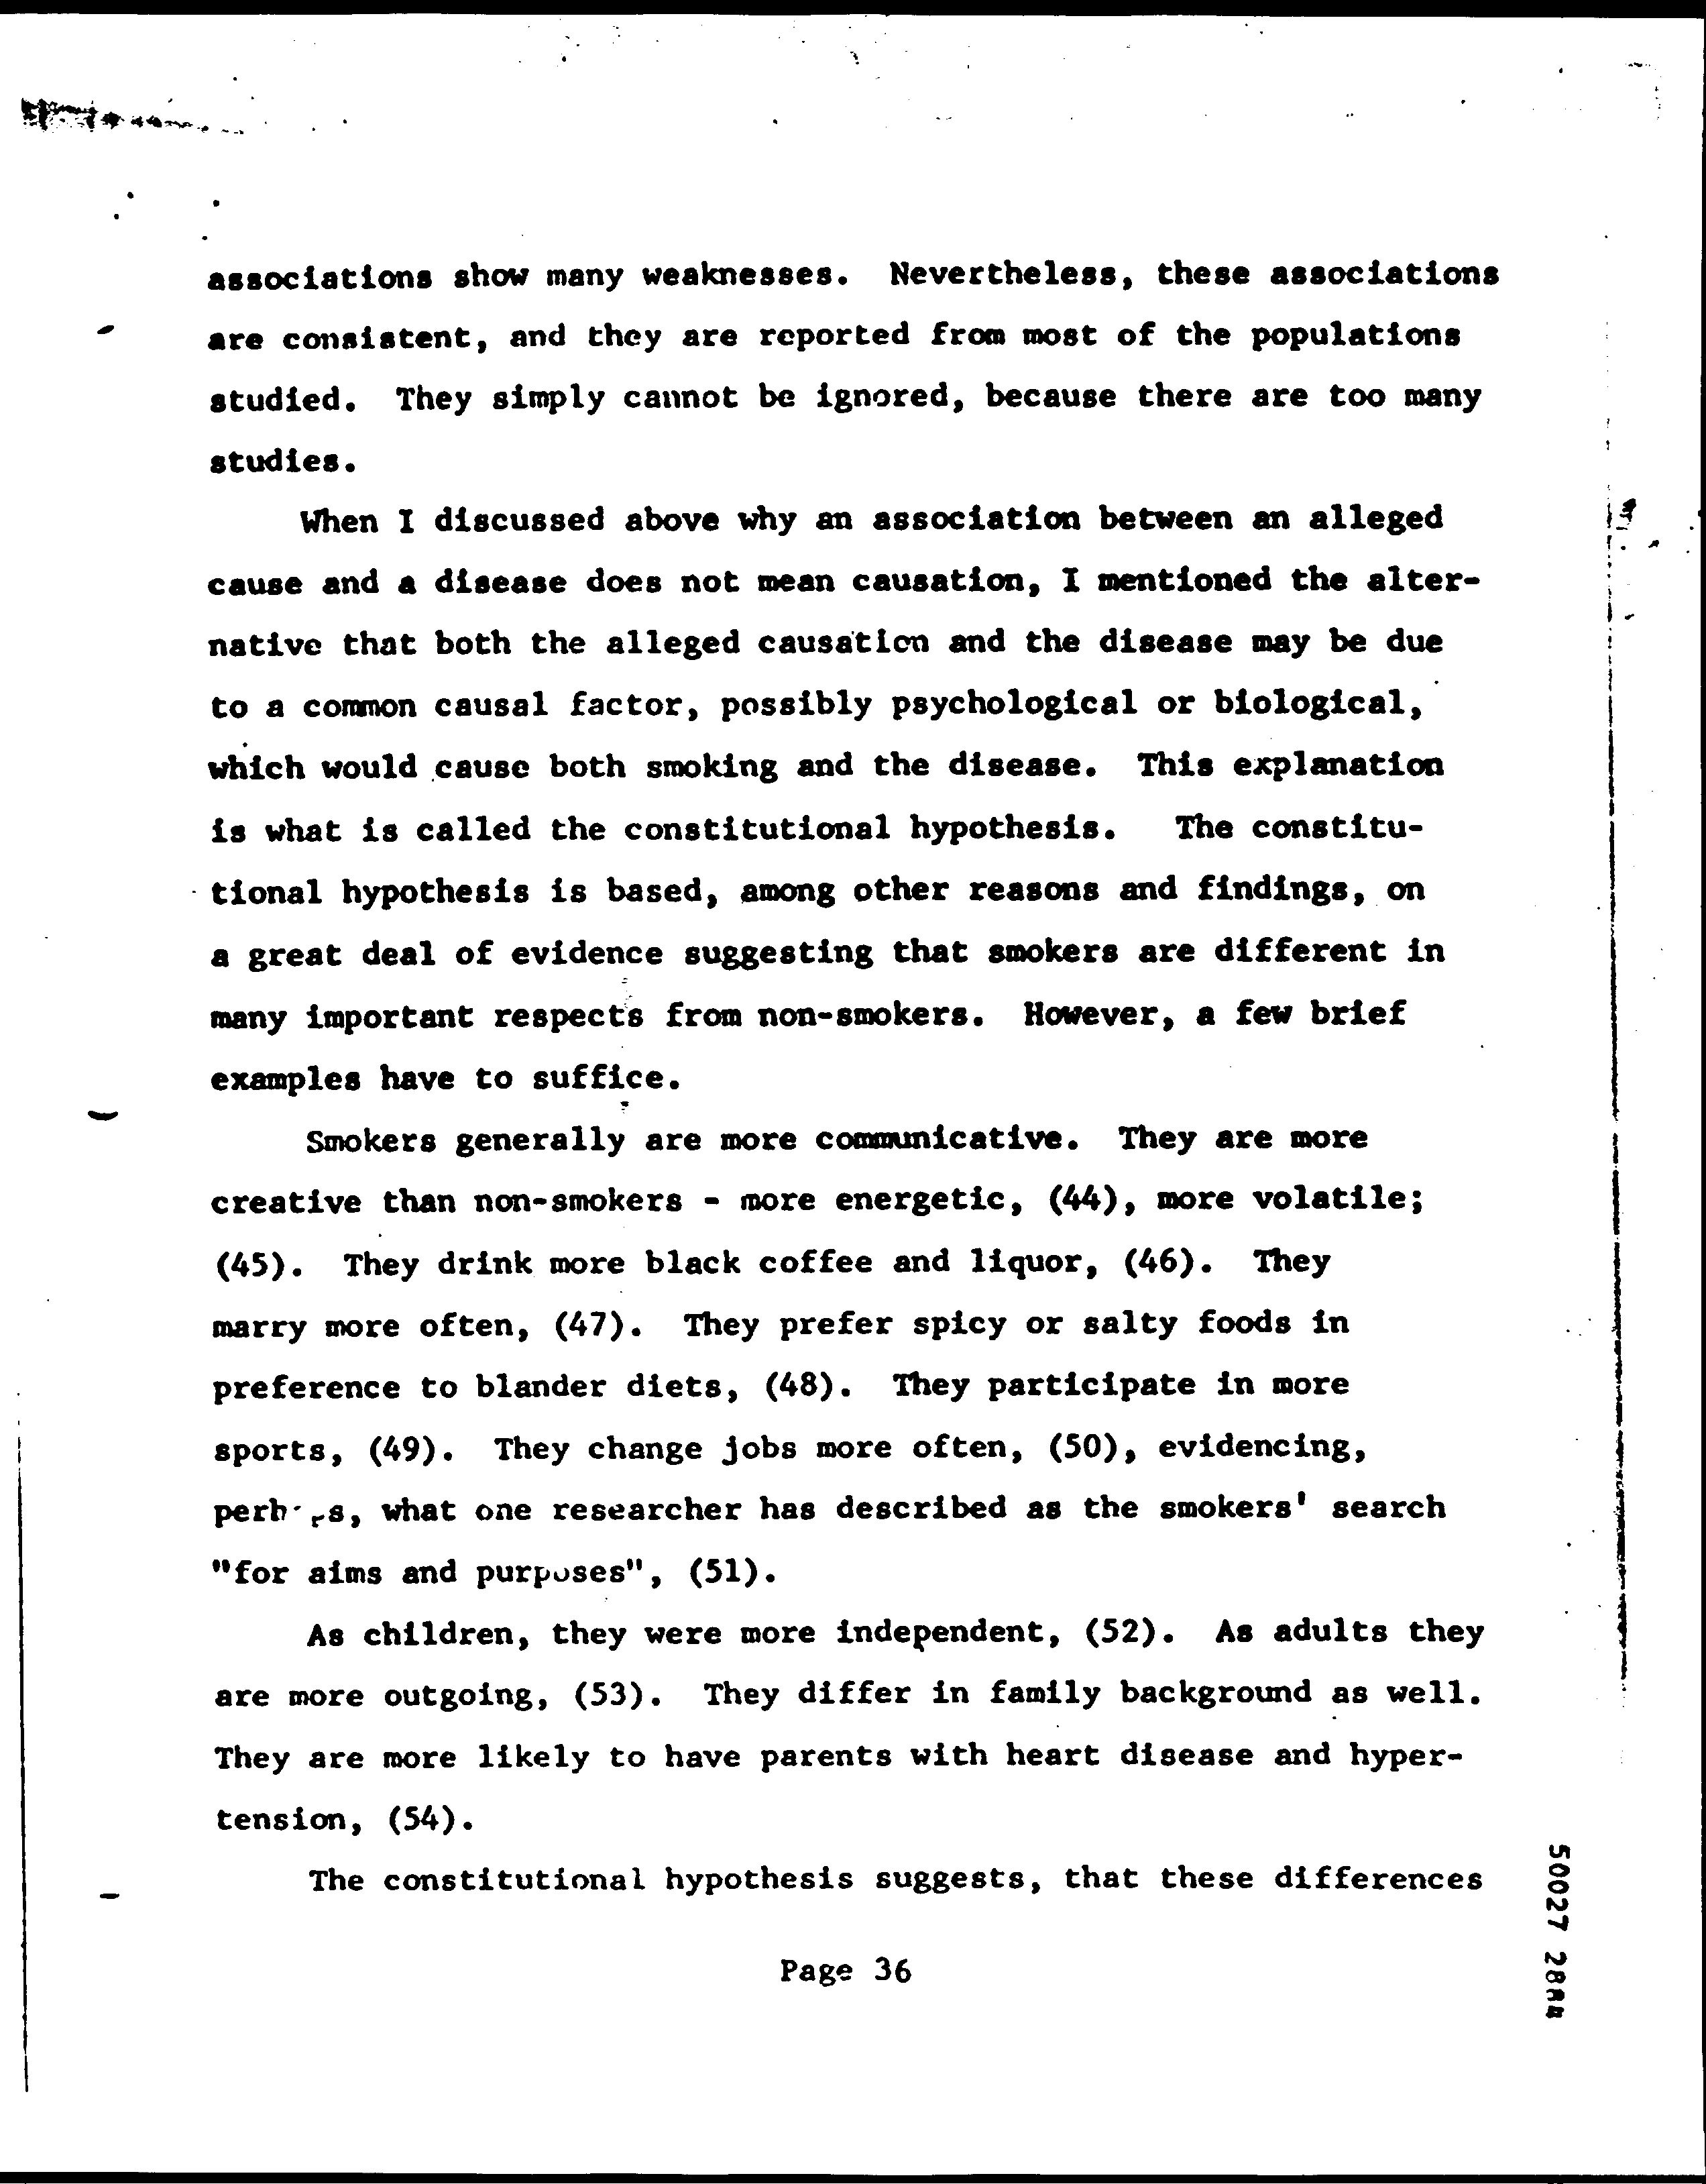 associations show many weaknesses. Nevertheless, these associations
are consistent, and they are reported from most of the populations
studied. They simply cannot be ignored, because there are too many
studies.
When I discussed above why an association between an alleged
cause and a disease does not mean causation, I mentioned the alter-
native that both the alleged causation and the disease may be due
to a common causal factor, possibly psychological or biological,
which would cause both smoking and the disease. This explanation
is what is called the constitutional hypothesis. The constitu-
tional hypothesis is based, among other reasons and findings, on
a great deal of evidence suggesting that smokers are different in
many important respects from non-smokers. However, a few brief
examples have to suffice.
Smokers generally are more communicative. They are more
creative than non-smokers - more energetic, (44), more volatile;
(45). They drink more black coffee and liquor, (46). They
marry more often, (47). They prefer spicy or salty foods in
preference to blander diets, (48). They participate in more
sports, (49). They change jobs more often, (50), evidencing,
perhaps, what one researcher has described as the smokers' search
"for aims and purposes", (51).
As children, they were more independent, (52). As adults they
are more outgoing, (53). They differ in family background as well.
They are more likely to have parents with heart disease and hyper-
tension, (54).
The constitutional hypothesis suggests, that these differences
Page 36
50027